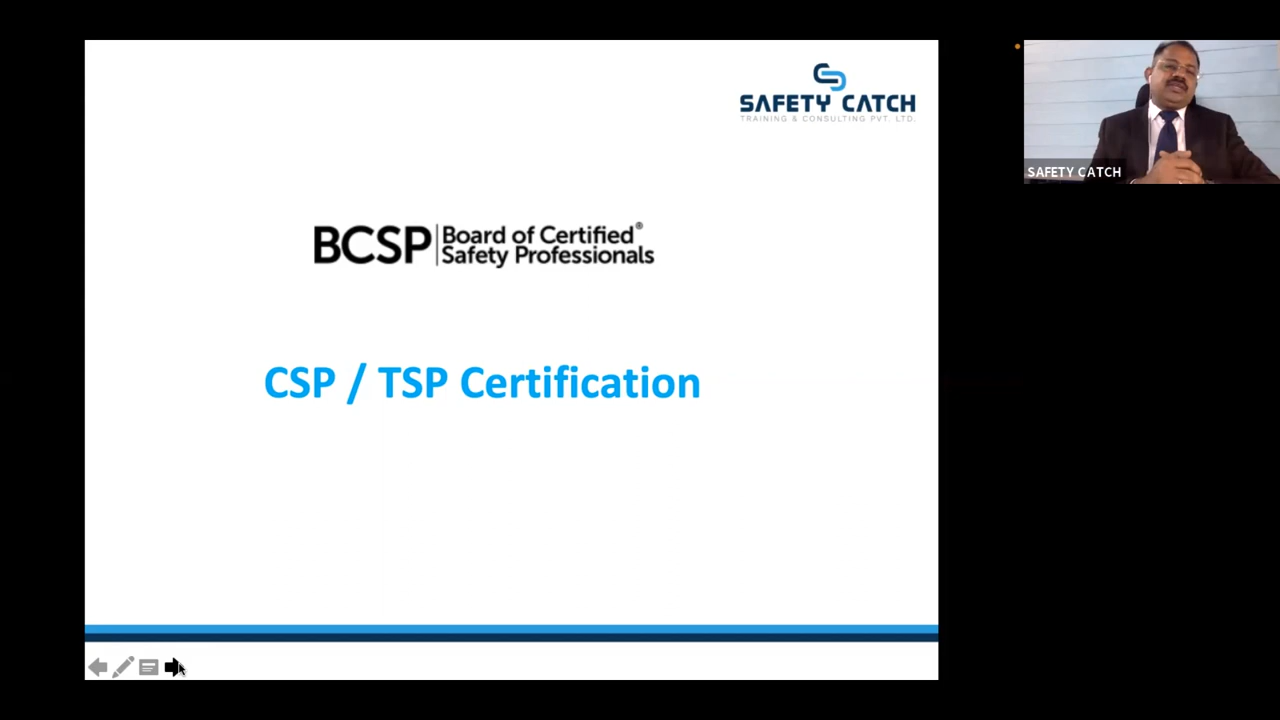 SAFETY CATCH
TRAINING & CONSULTING PVT. LTD.
SAFETY CATCH
BCSP | Board of Certified®
Safety Professionals
CSP / TSP Certification